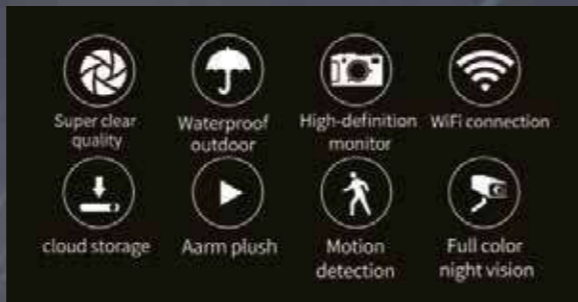 Super clear
quality
Waterproof
outdoor
High-definition
monitor
WiFi connection
cloud storage
Aarm plush
Motion
detection
Full color
night vision